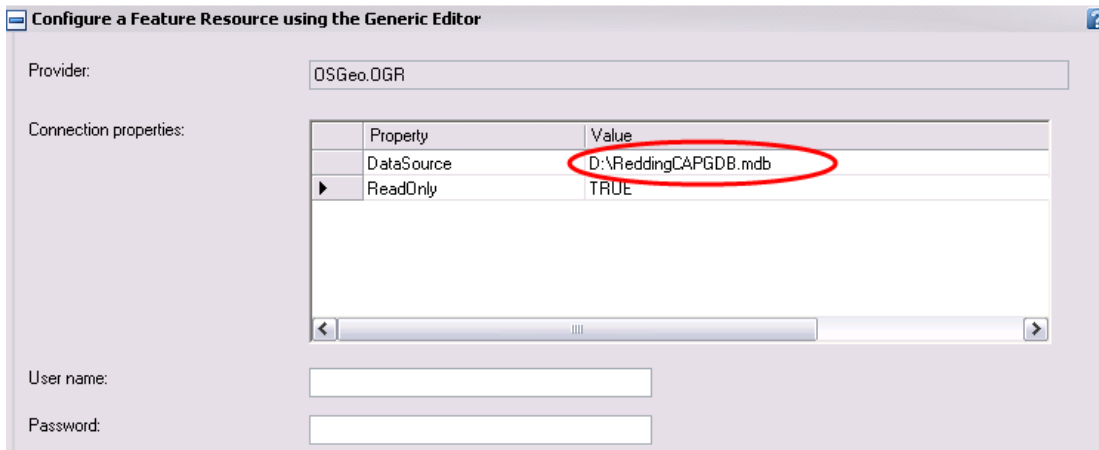 Configure a Feature Resource using the Generic Editor
?
Provider:
OSGeo.OGR
Connection properties:
Property Value
DataSource D:\ReddingCAPGDB.mdb
ReadOnly TRUE
User name:
Password: